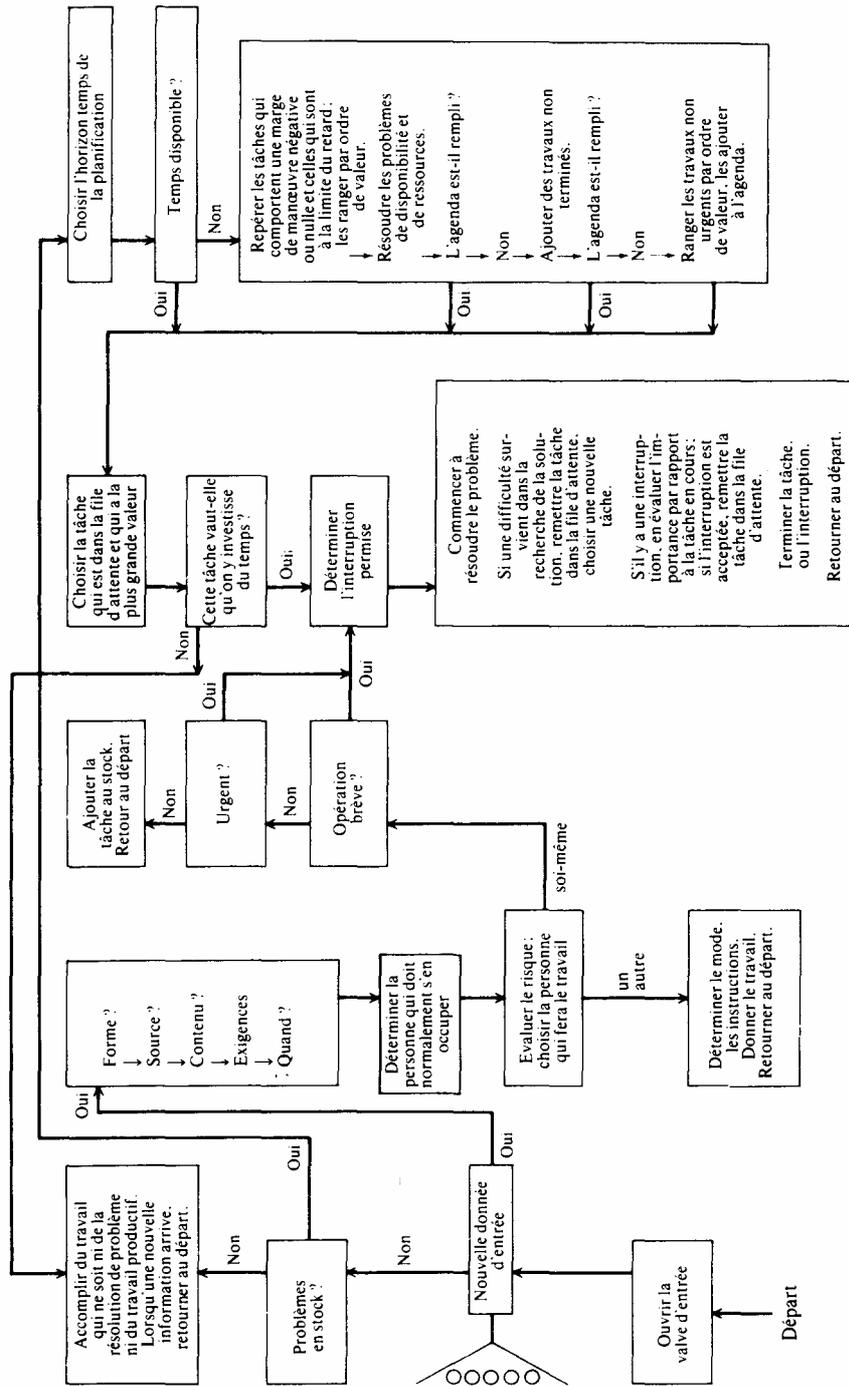 Départ
Ouvrir la
valve d'entrée
Nouvelle donnée
d'entrée
Non
Oui
Problèmes
en stock ?
Non
Oui
Accomplir du travail
qui ne soit ni de la
résolution de problème
ni du travail productif.
Lorsqu'une nouvelle
information arrive.
retourner au départ.
Oui
Forme ?
Source ?
Contenu ?
Exigences
Quand ?
Déterminer la
personne qui doit
normalement s'en
occuper
Evaluer le risque:
choisir la personne
qui fera le travail
soi-même
un
autre
Déterminer le mode.
les instructions.
Donner le travail.
Retourner au départ.
Opération
brève ?
Non
Oui
Urgent ?
Non
Oui
Ajouter la
tâche au stock.
Retour au départ
Choisir la tâche
qui est dans la file
d'attente et qui a la
plus grande valeur
Cette tâche vaut-elle
qu'on y investisse
du temps ?
Non
Oui.
Déterminer
l'interruption
permise
Commencer à
résoudre le problème.
Si une difficulté sur-
vient dans la
recherche de la solu-
tion, remettre la tâche
dans la file d'attente.
choisir une nouvelle
tâche.
S'il y a une interrup-
tion, en évaluer l'im-
portance par rapport
à la tâche en cours :
si l'interruption est
acceptée, remettre la
tâche dans la file
d'attente.
Terminer la tâche.
ou l'interruption.
Retourner au départ.
Choisir l'horizon temps de
la planification
Temps disponible ?
Oui
Non
Repérer les tâches qui
comportent une marge
de manœuvre négative
ou nulle et celles qui sont
à la limite du retard :
les ranger par ordre
de valeur.
Résoudre les problèmes
de disponibilité et
de ressources.
L'agenda est-il rempli ?
Oui
Non
Ajouter des travaux non
terminés.
L'agenda est-il rempli ?
Oui
Non
Ranger les travaux non
urgents par ordre
de valeur. les ajouter
à l'agenda.